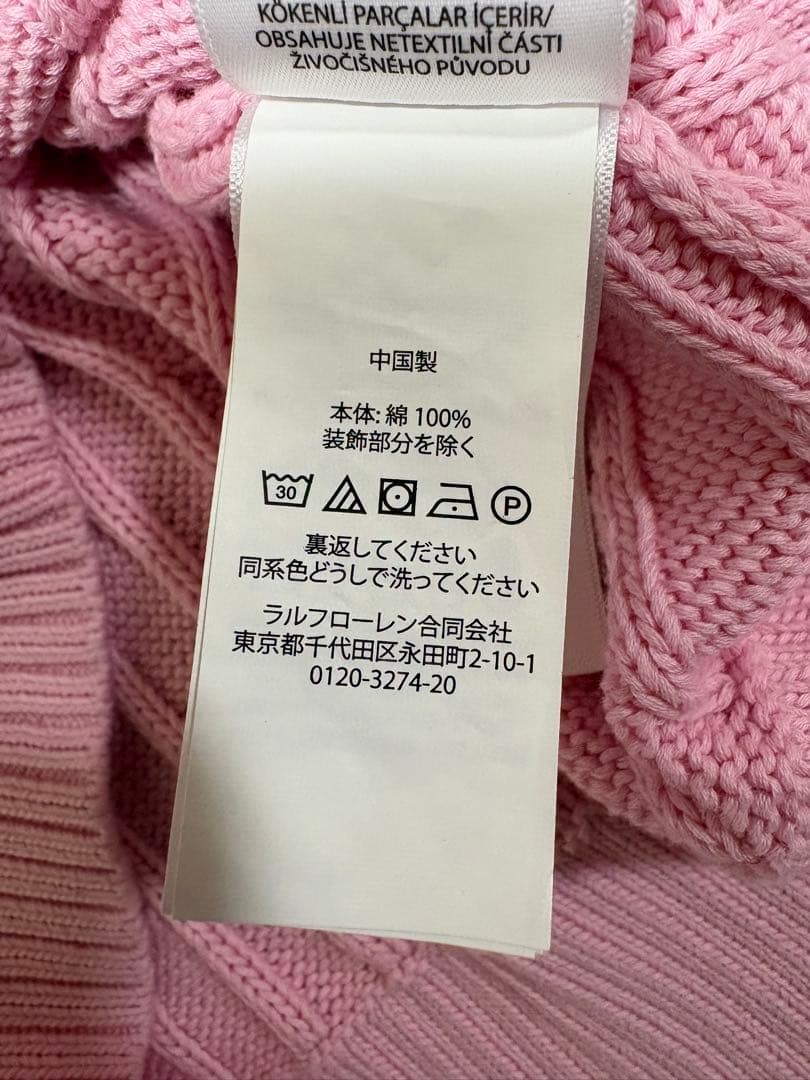 KÖKENLİ PARÇALAR İÇERİR/
OBSAHUJE NETEXTILNÍ ČÁSTI
ŽIVOČIŠNÉHO PŮVODU
中国製
本体: 綿 100%
装飾部分を除く
30 P
裏返してください
同系色どうしで洗ってください
ラルフローレン合同会社
東京都千代田区永田町2-10-1
0120-3274-20